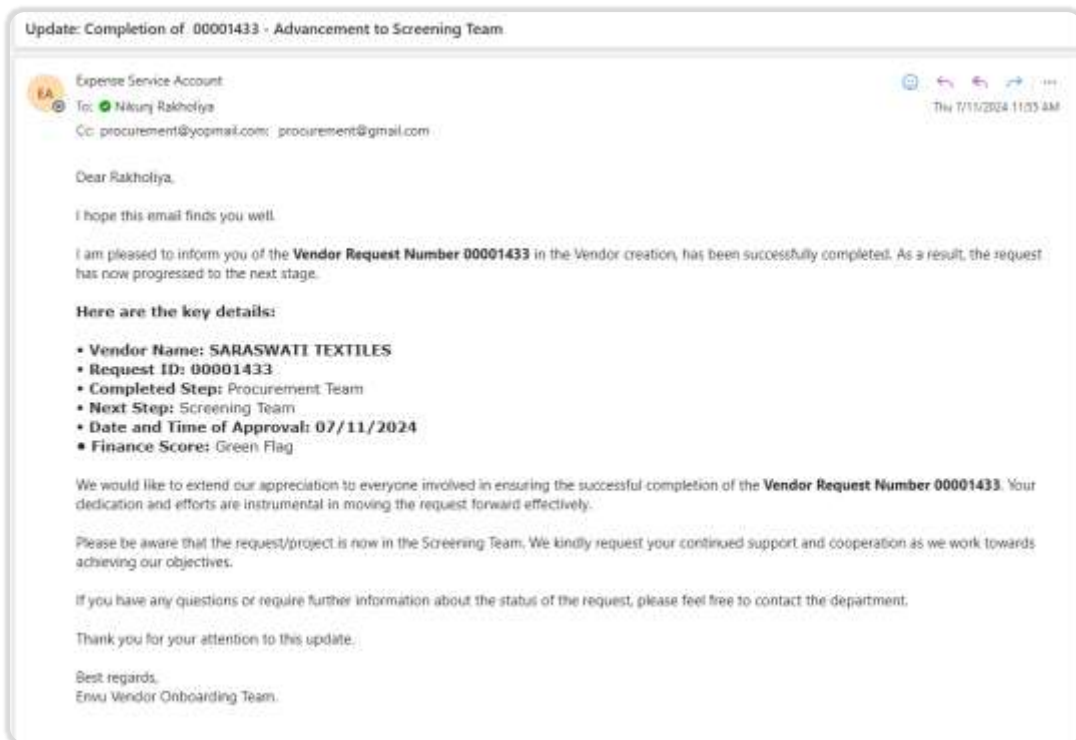 Update: Completion of 00001433 - Advancement to Screening Team
EA
Expense Service Account
To: Nikunj Rakholiya
Thu 7/11/2024 11:55 AM
Cc: procurement@yopmail.com; procurement@gmail.com
Dear Rakholiya,
I hope this email finds you well.
I am pleased to inform you of the Vendor Request Number 00001433 in the Vendor creation, has been successfully completed. As a result, the request
has now progressed to the next stage.
Here are the key details:
• Vendor Name: SARASWATI TEXTILES
• Request ID: 00001433
• Completed Step: Procurement Team
• Next Step: Screening Team
• Date and Time of Approval: 07/11/2024
• Finance Score: Green Flag
We would like to extend our appreciation to everyone involved in ensuring the successful completion of the Vendor Request Number 00001433. Your
dedication and efforts are instrumental in moving the request forward effectively.
Please be aware that the request/project is now in the Screening Team. We kindly request your continued support and cooperation as we work towards
achieving our objectives.
If you have any questions or require further information about the status of the request, please feel free to contact the department.
Thank you for your attention to this update.
Best regards,
Envu Vendor Onboarding Team.